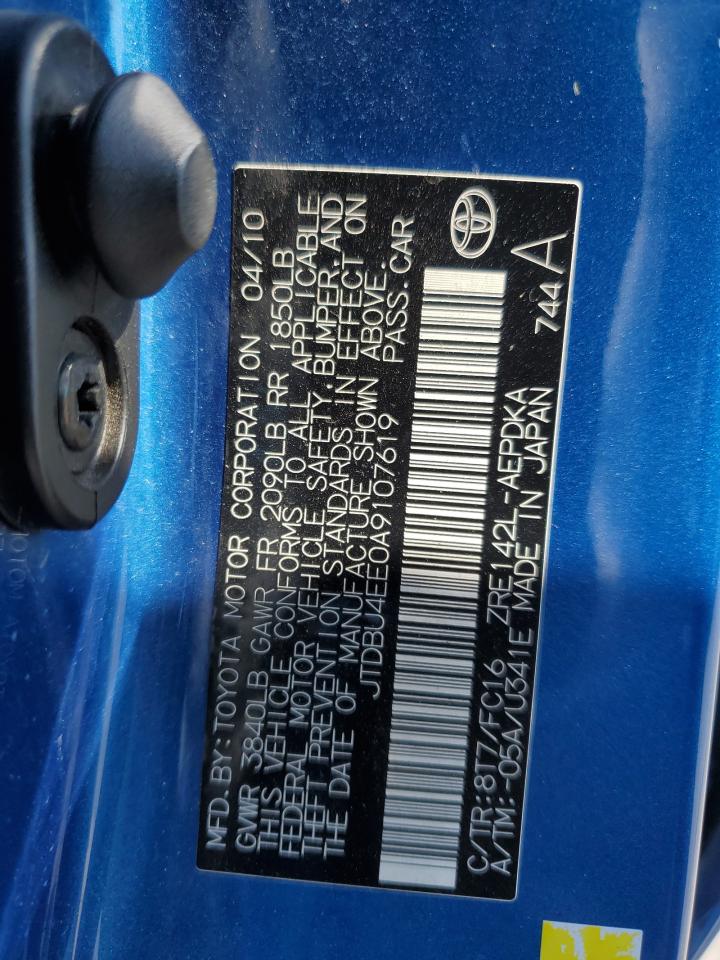 MFD. BY: TOYOTA MOTOR CORPORATION 04/10
GVWR 3840LB GAWR FR 2090LB RR 1850LB
THIS VEHICLE CONFORMS TO ALL APPLICABLE
FEDERAL MOTOR VEHICLE SAFETY, BUMPER, AND
THEFT PREVENTION STANDARDS IN EFFECT ON
THE DATE OF MANUFACTURE SHOWN ABOVE.
JTDBU4EE0A9107619 PASS. CAR
C/TR: 8T7/FC16 ZRE142L-AEPDKA
A/TM: -05A/U341E MADE IN JAPAN 744 A